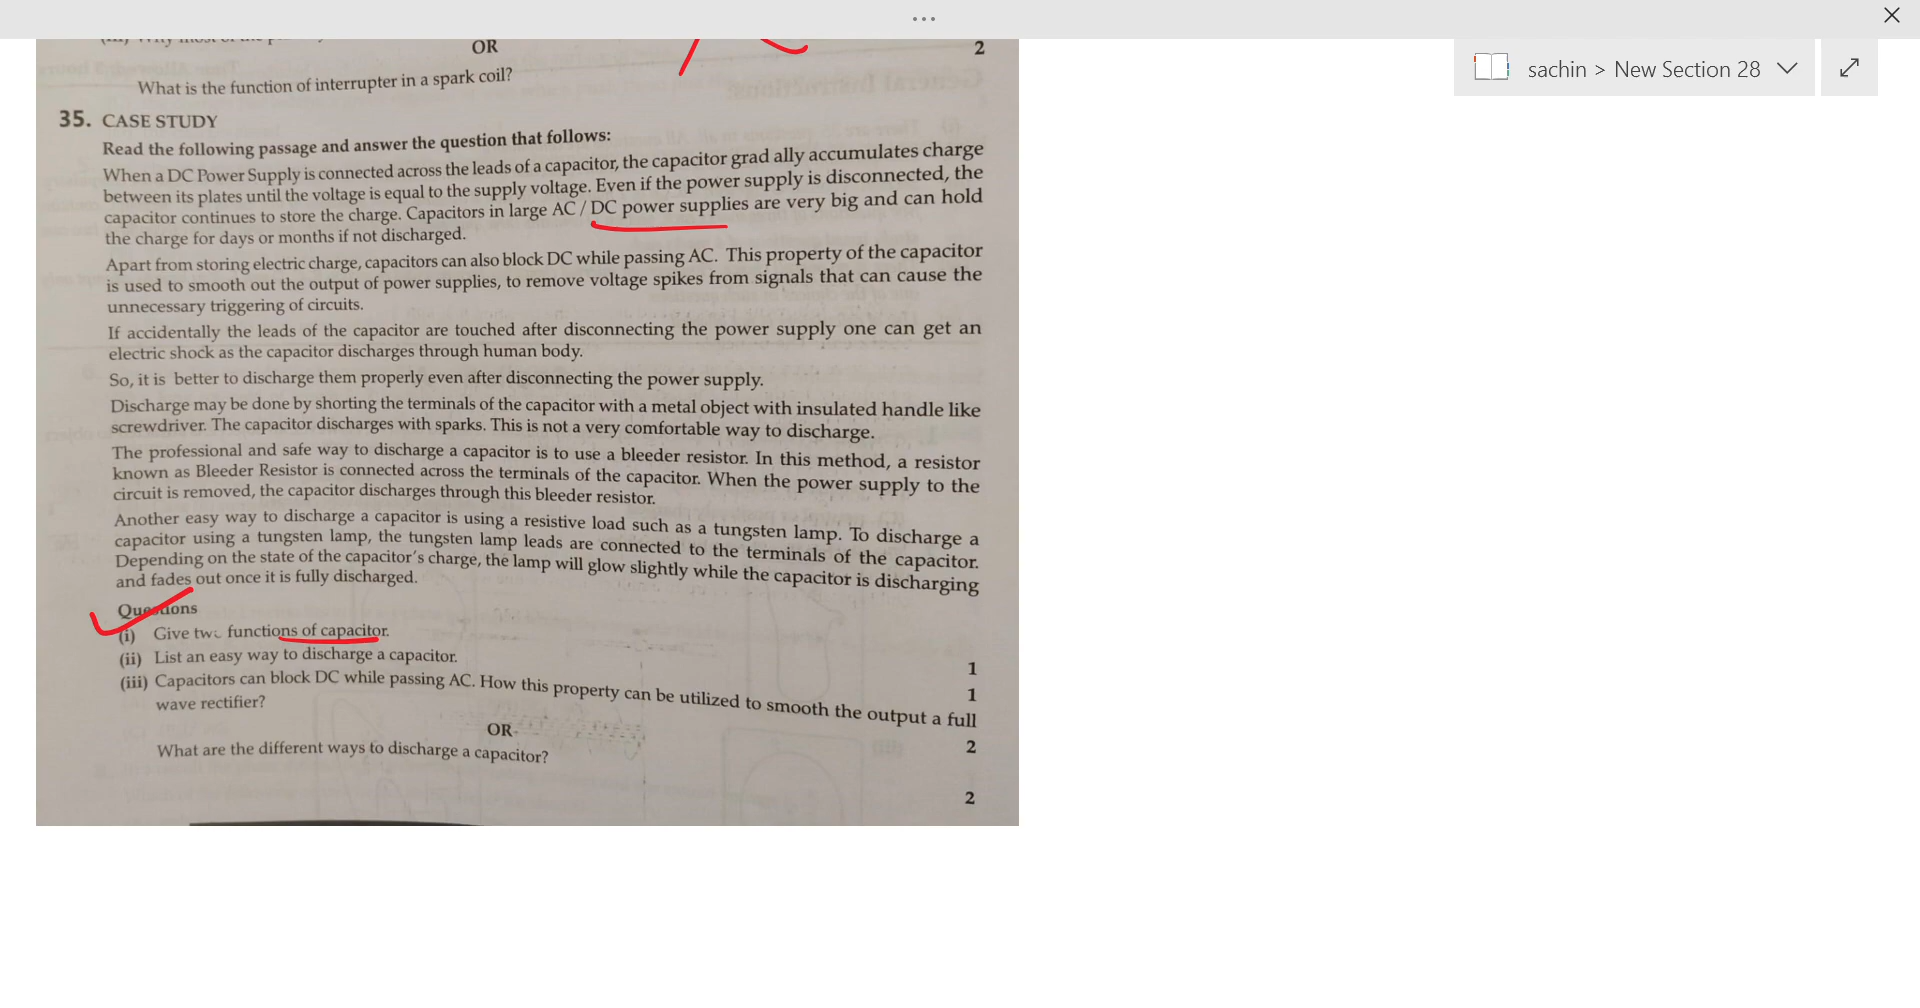 sachin > New Section 28
OR
2
What is the function of interrupter in a spark coil?
35. CASE STUDY
Read the following passage and answer the question that follows:
When a DC Power Supply is connected across the leads of a capacitor, the capacitor grad ally accumulates charge
between its plates until the voltage is equal to the supply voltage. Even if the power supply is disconnected, the
capacitor continues to store the charge. Capacitors in large AC / DC power supplies are very big and can hold
the charge for days or months if not discharged.
Apart from storing electric charge, capacitors can also block DC while passing AC. This property of the capacitor
is used to smooth out the output of power supplies, to remove voltage spikes from signals that can cause the
unnecessary triggering of circuits.
If accidentally the leads of the capacitor are touched after disconnecting the power supply one can get an
electric shock as the capacitor discharges through human body.
So, it is better to discharge them properly even after disconnecting the power supply.
Discharge may be done by shorting the terminals of the capacitor with a metal object with insulated handle like
screwdriver. The capacitor discharges with sparks. This is not a very comfortable way to discharge.
The professional and safe way to discharge a capacitor is to use a bleeder resistor. In this method, a resistor
known as Bleeder Resistor is connected across the terminals of the capacitor. When the power supply to the
circuit is removed, the capacitor discharges through this bleeder resistor.
Another easy way to discharge a capacitor is using a resistive load such as a tungsten lamp. To discharge a
capacitor using a tungsten lamp, the tungsten lamp leads are connected to the terminals of the capacitor.
Depending on the state of the capacitor's charge, the lamp will glow slightly while the capacitor is discharging
and fades out once it is fully discharged.
Questions
(i) Give two functions of capacitor.
(ii) List an easy way to discharge a capacitor.
1
(iii) Capacitors can block DC while passing AC. How this property can be utilized to smooth the output a full
1
wave rectifier?
OR
2
What are the different ways to discharge a capacitor?
2